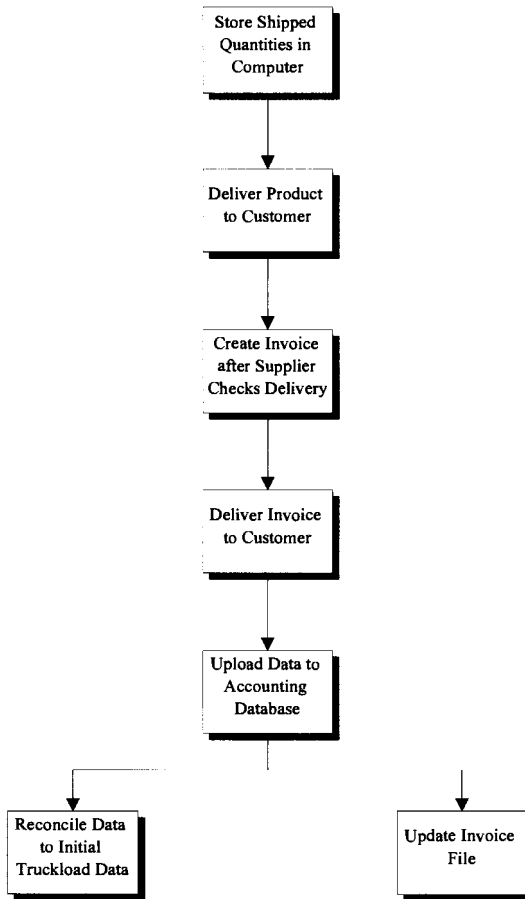 Store Shipped
Quantities in
Computer
Deliver Product
to Customer
Create Invoice
after Supplier
Checks Delivery
Deliver Invoice
to Customer
Upload Data to
Accounting
Database
Reconcile Data
to Initial
Truckload Data
Update Invoice
File